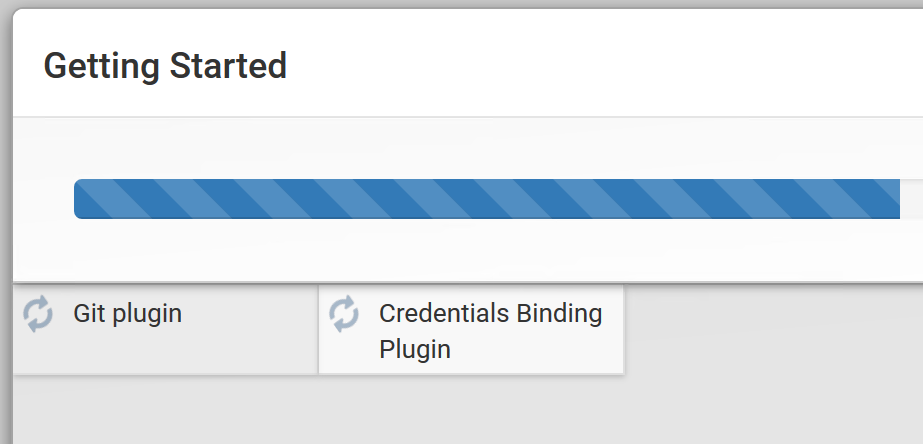 Getting Started
Git plugin
Credentials Binding
Plugin